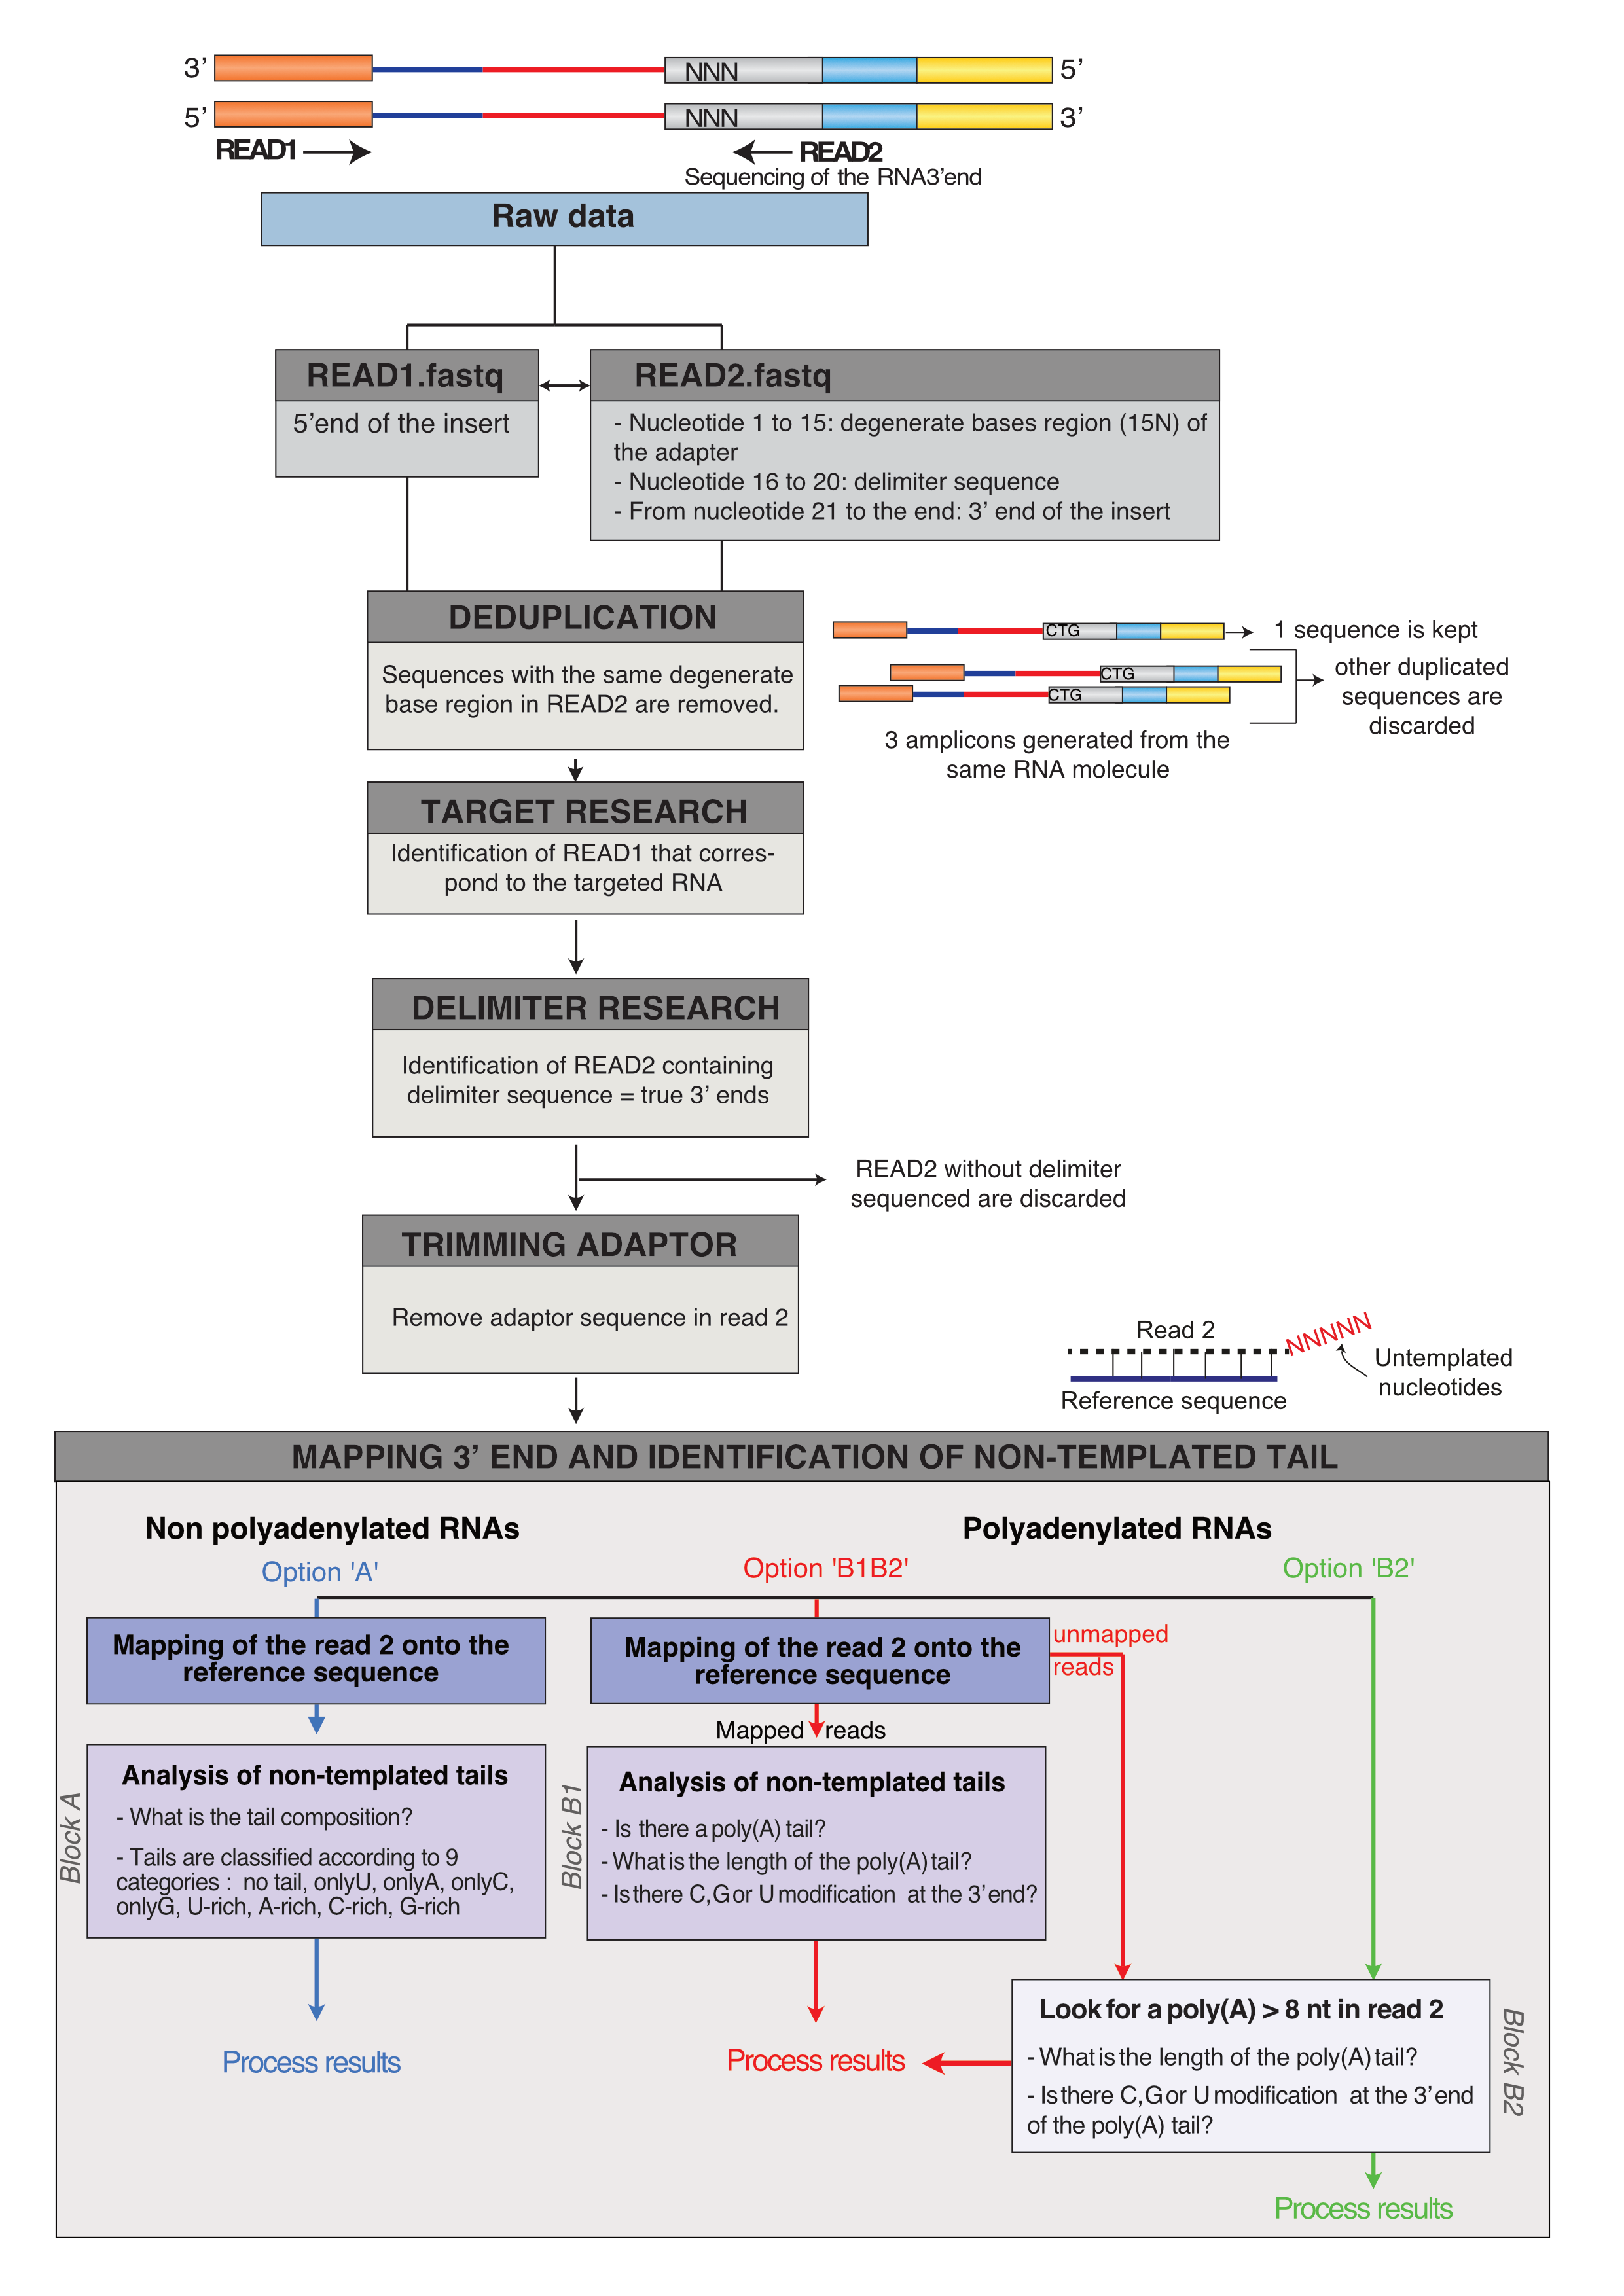 3’ NNN 5’
5’ NNN 3’
READ1 READ2
Sequencing of the RNA3’end
Raw data
READ1.fastq
5’end of the insert
READ2.fastq
- Nucleotide 1 to 15: degenerate bases region (15N) of
the adapter
- Nucleotide 16 to 20: delimiter sequence
- From nucleotide 21 to the end: 3’ end of the insert
DEDUPLICATION
Sequences with the same degenerate
base region in READ2 are removed.
CTG
1 sequence is kept
CTG
CTG
other duplicated
sequences are
discarded
3 amplicons generated from the
same RNA molecule
TARGET RESEARCH
Identification of READ1 that corres-
pond to the targeted RNA
DELIMITER RESEARCH
Identification of READ2 containing
delimiter sequence = true 3’ ends
READ2 without delimiter
sequenced are discarded
TRIMMING ADAPTOR
Remove adaptor sequence in read 2
Read 2
NNNNN
Untemplated
nucleotides
Reference sequence
MAPPING 3’ END AND IDENTIFICATION OF NON-TEMPLATED TAIL
Non polyadenylated RNAs
Polyadenylated RNAs
Option 'A'
Option 'B1B2'
Option 'B2'
Mapping of the read 2 onto the
reference sequence
Mapping of the read 2 onto the
reference sequence
unmapped
reads
Mapped reads
Block A
Analysis of non-templated tails
- What is the tail composition?
- Tails are classified according to 9
categories : no tail, onlyU, onlyA, onlyC,
onlyG, U-rich, A-rich, C-rich, G-rich
Block B1
Analysis of non-templated tails
- Is there a poly(A) tail?
- What is the length of the poly(A) tail?
- Is there C, G or U modification at the 3’ end?
Look for a poly(A) > 8 nt in read 2
- What is the length of the poly(A) tail?
- Is there C, G or U modification at the 3’ end
of the poly(A) tail?
Block B2
Process results
Process results
Process results